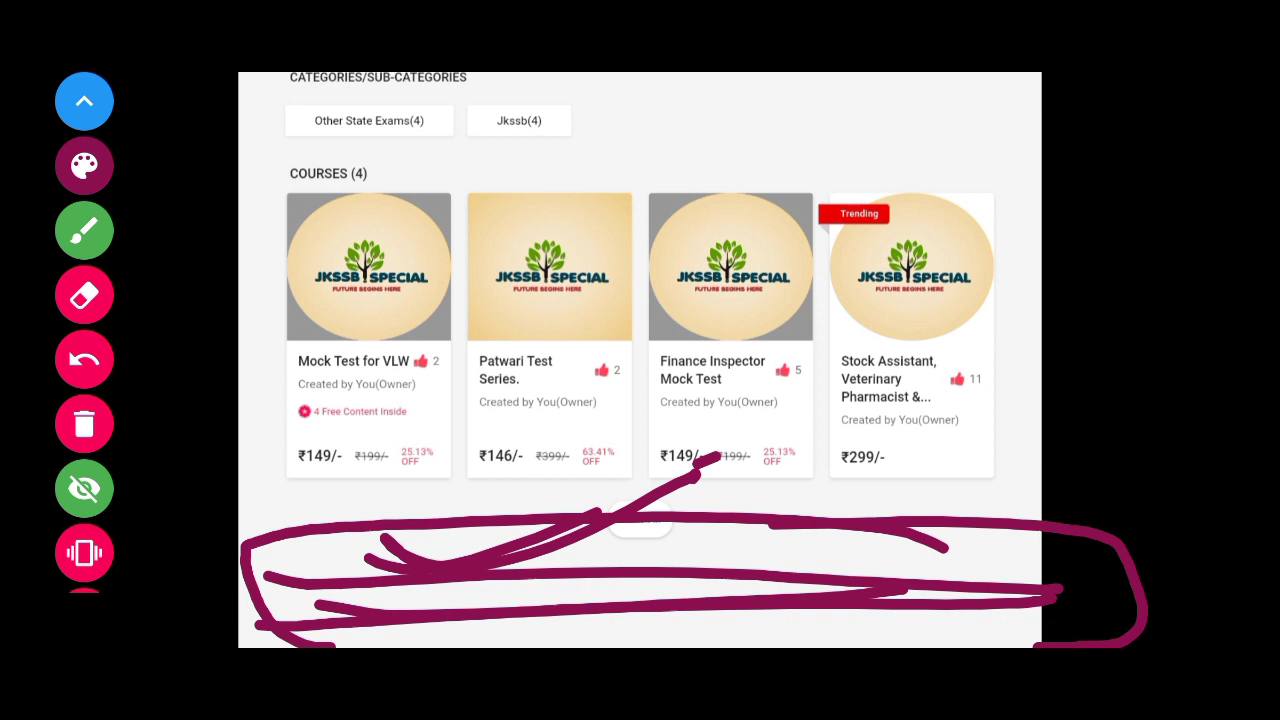 CATEGORIES/SUB-CATEGORIES
Other State Exams(4) Jkssb(4)
COURSES (4)
Trending
JKSSB SPECIAL JKSSB SPECIAL JKSSB SPECIAL JKSSB SPECIAL
FUTURE BEGINS HERE FUTURE BEGINS HERE FUTURE BEGINS HERE FUTURE BEGINS HERE
Mock Test for VLW 2
Created by You(Owner)
4 Free Content Inside
₹149/- ₹199/- 25.13%
OFF
Patwari Test
Series. 2
Created by You(Owner)
₹146/- ₹399/- 63.41%
OFF
Finance Inspector
Mock Test 5
Created by You(Owner)
₹149/- ₹199/- 25.13%
OFF
Stock Assistant,
Veterinary 11
Pharmacist &...
Created by You(Owner)
₹299/-